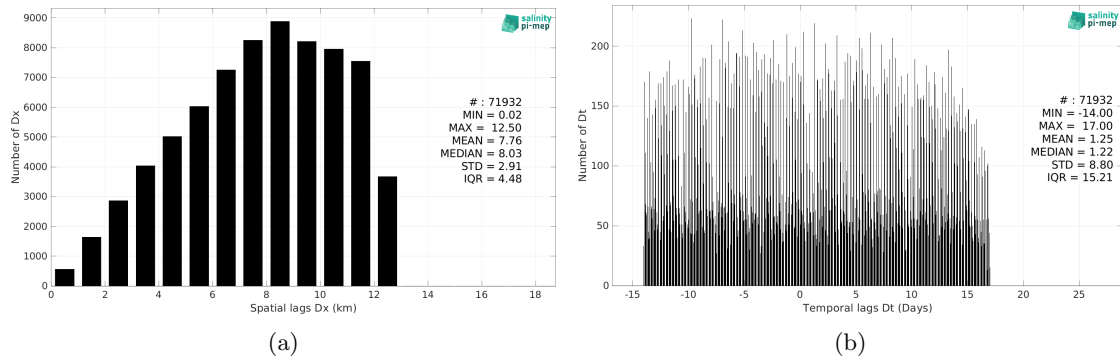 9000
8000
7000
6000
5000
4000
3000
2000
1000
0
Number of Dx
0 2 4 6 8 10 12 14 16 18
Spatial lags Dx (km)
salinity
pi-mep
# : 71932
MIN = 0.02
MAX = 12.50
MEAN = 7.76
MEDIAN = 8.03
STD = 2.91
IQR = 4.48
(a)
200
150
100
50
0
Number of Dt
-15 -10 -5 0 5 10 15 20 25
Temporal lags Dt (Days)
salinity
pi-mep
# : 71932
MIN = -14.00
MAX = 17.00
MEAN = 1.25
MEDIAN = 1.22
STD = 8.80
IQR = 15.21
(b)